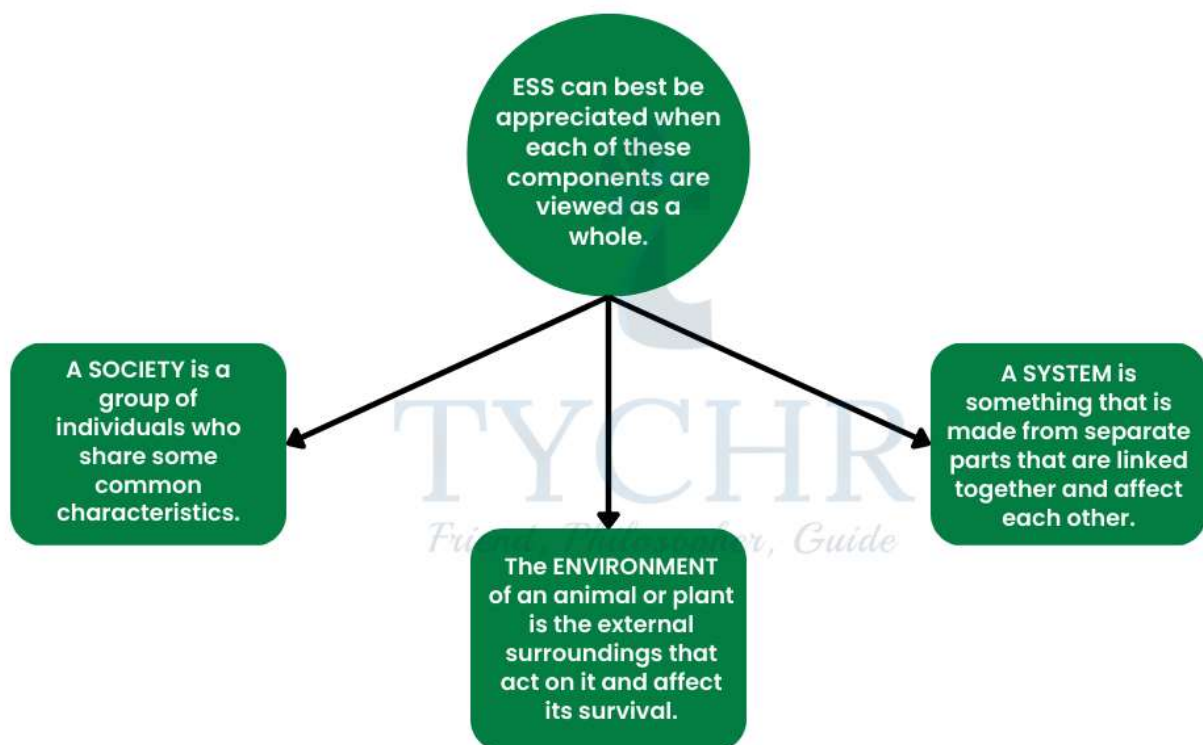 ESS can best be
appreciated when
each of these
components are
viewed as a
whole.
A SOCIETY is a
group of
individuals who
share some
common
characteristics.
A SYSTEM is
something that is
made from separate
parts that are linked
together and affect
each other.
TYCHR
Friend, Philosopher, Guide
The ENVIRONMENT
of an animal or plant
is the external
surroundings that
act on it and affect
its survival.